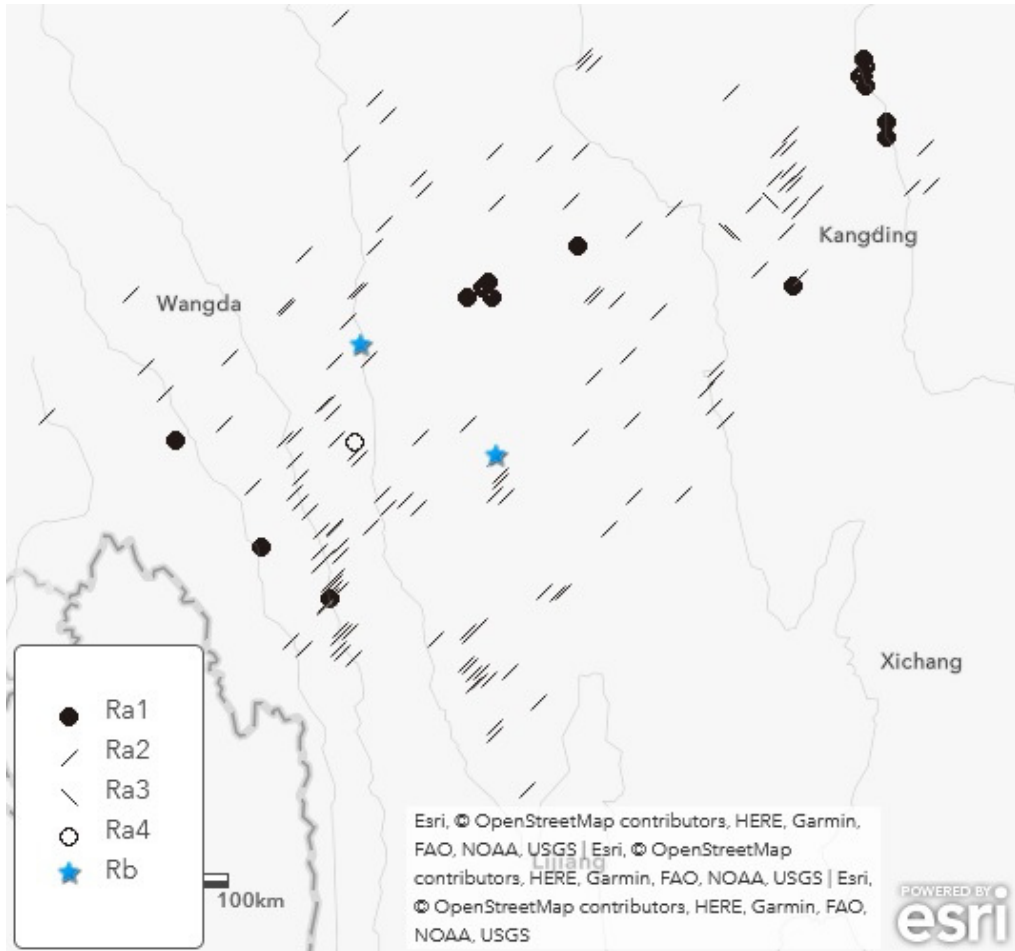 Kangding
Wangda
Xichang
Ra1
Ra2
Ra3
Ra4
Rb
100km
Lijiang
Esri, © OpenStreetMap contributors, HERE, Garmin,
FAO, NOAA, USGS | Esri, © OpenStreetMap
contributors, HERE, Garmin, FAO, NOAA, USGS | Esri,
© OpenStreetMap contributors, HERE, Garmin, FAO,
NOAA, USGS
POWERED BY
esri